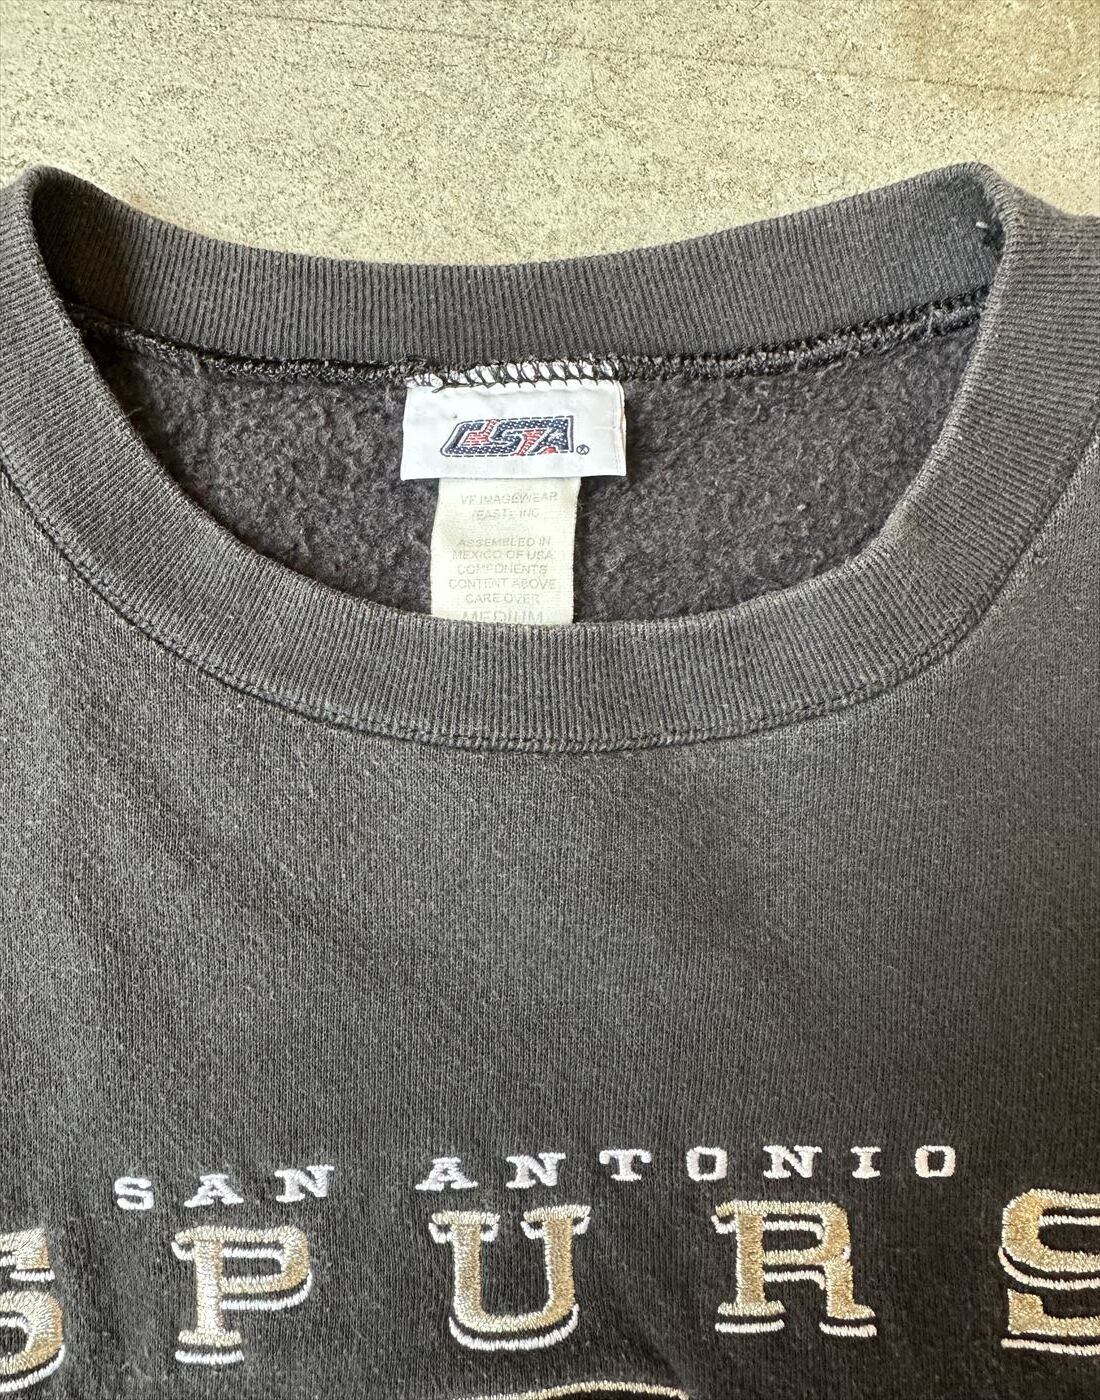 CSA®
VF IMAGEWEAR
(EAST), INC
ASSEMBLED IN
MEXICO OF USA
COMPONENTS
CONTENT ABOVE
CARE OVER
MEDIUM
SAN ANTONIO
SPURS